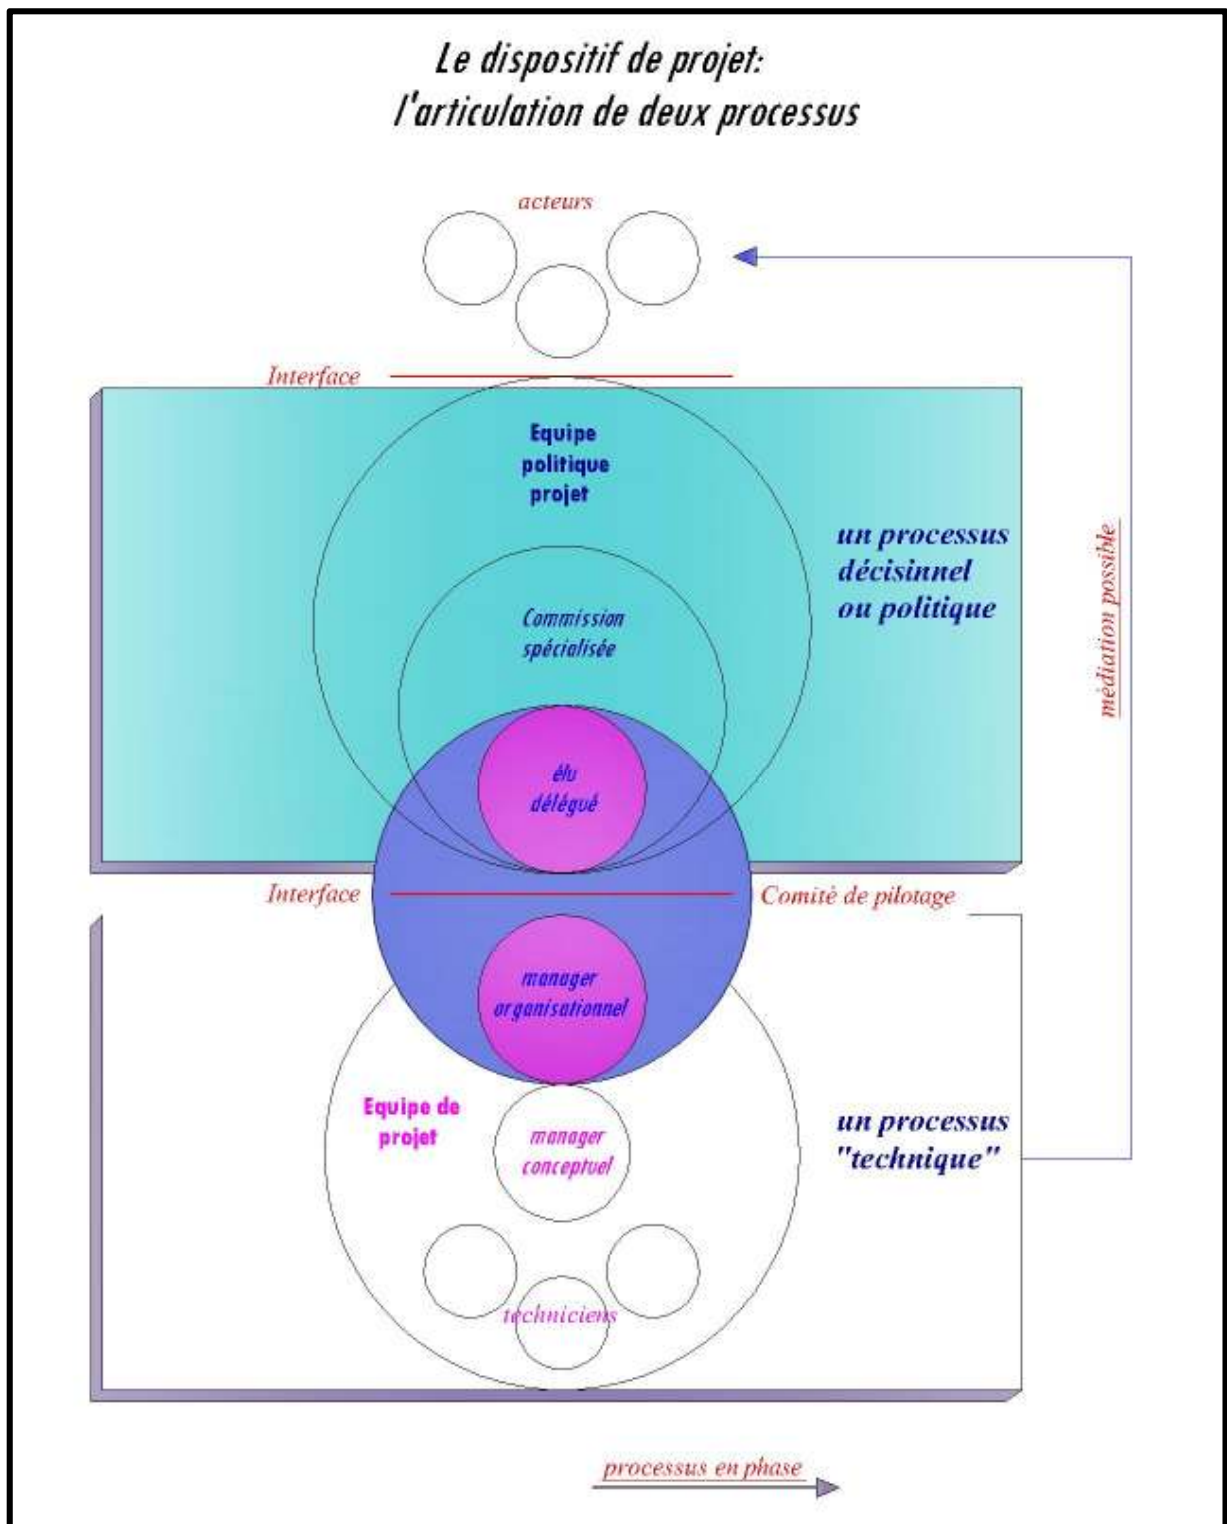 Le dispositif de projet:
l'articulation de deux processus
acteurs
Interface
Equipe
politique
projet
un processus
décisinnel
ou politique
médiation possible
Commission
spécialisée
élu
délégué
Interface
Comité de pilotage
manager
organisationnel
Equipe de
projet
manager
conceptuel
un processus
"technique"
techniciens
processus en phase